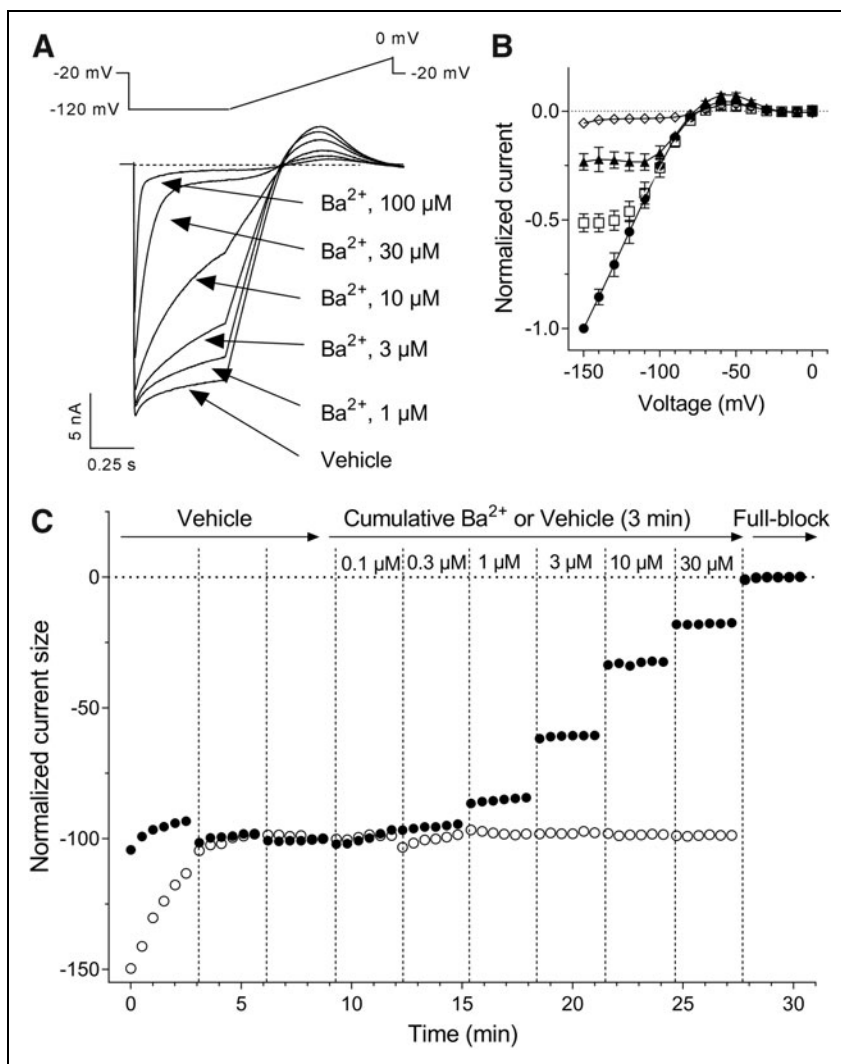 A
0 mV
-20 mV
-20 mV
-120 mV
Ba2+, 100 µM
Ba2+, 30 µM
Ba2+, 10 µM
Ba2+, 3 µM
Ba2+, 1 µM
Vehicle
5 nA
0.25 s
B
Normalized current
0.0
-0.5
-1.0
-150
-100
-50
0
Voltage (mV)
C
Vehicle
Cumulative Ba2+ or Vehicle (3 min)
Full-block
0.1 µM
0.3 µM
1 µM
3 µM
10 µM
30 µM
Normalized current size
0
-50
-100
-150
0
5
10
15
20
25
30
Time (min)